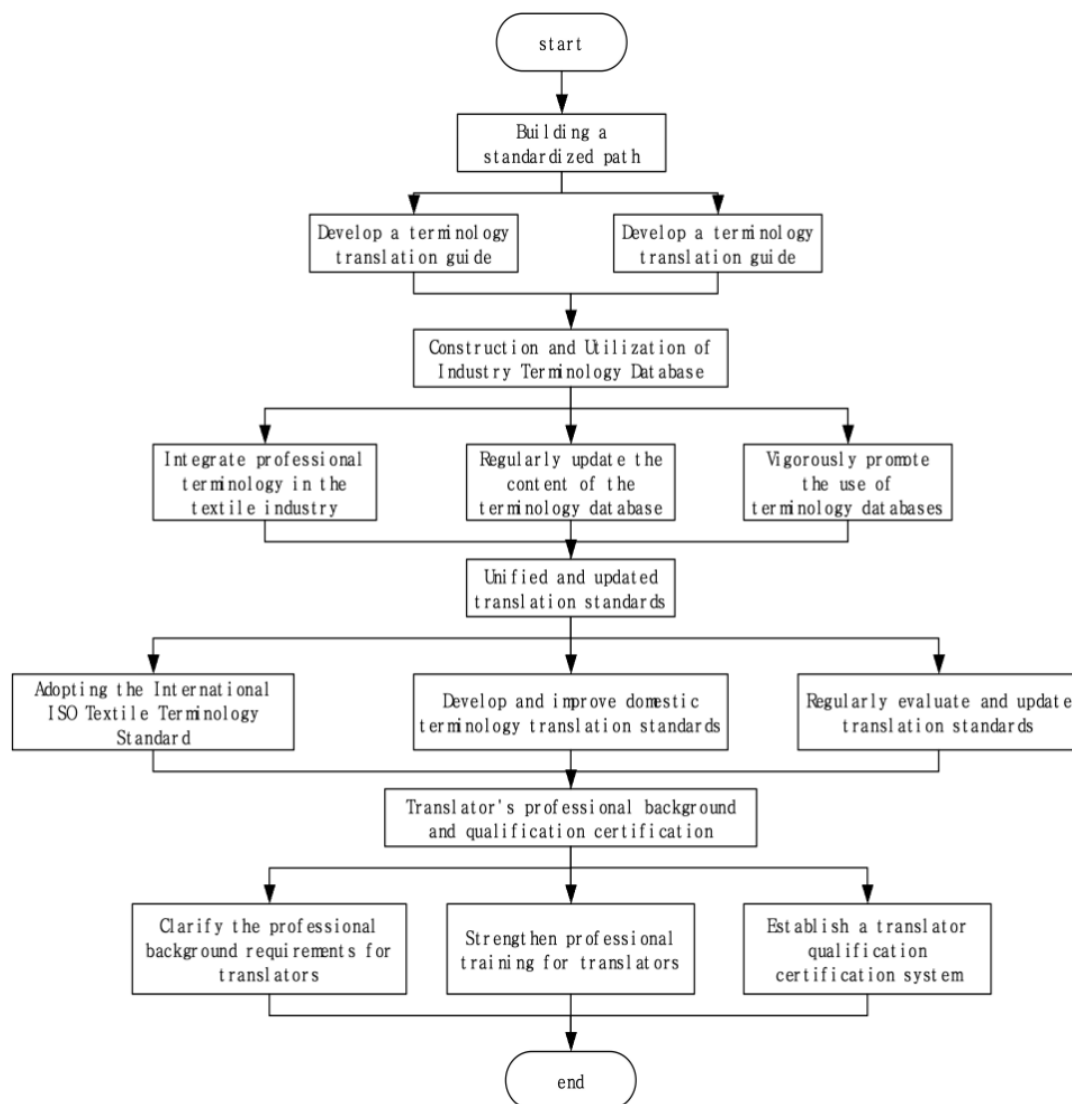 start
Building a
standardized path
Develop a terminology
translation guide
Develop a terminology
translation guide
Construction and Utilization of
Industry Terminology Database
Integrate professional
terminology in the
textile industry
Regularly update the
content of the
terminology database
Vigorously promote
the use of
terminology databases
Unified and updated
translation standards
Adopting the International
ISO Textile Terminology
Standard
Develop and improve domestic
terminology translation standards
Regularly evaluate and update
translation standards
Translator's professional background
and qualification certification
Clarify the professional
background requirements for
translators
Strengthen professional
training for translators
Establish a translator
qualification
certification system
end